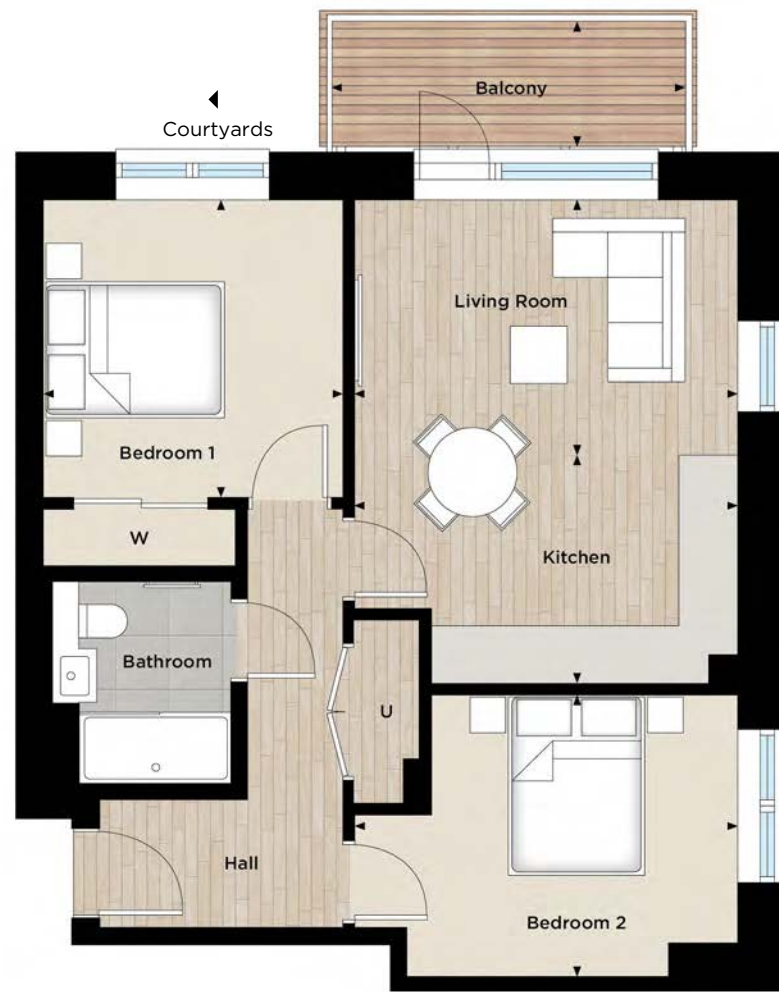 Balcony
Courtyards
Living Room
Bedroom 1
W
Kitchen
Bathroom
U
Hall
Bedroom 2